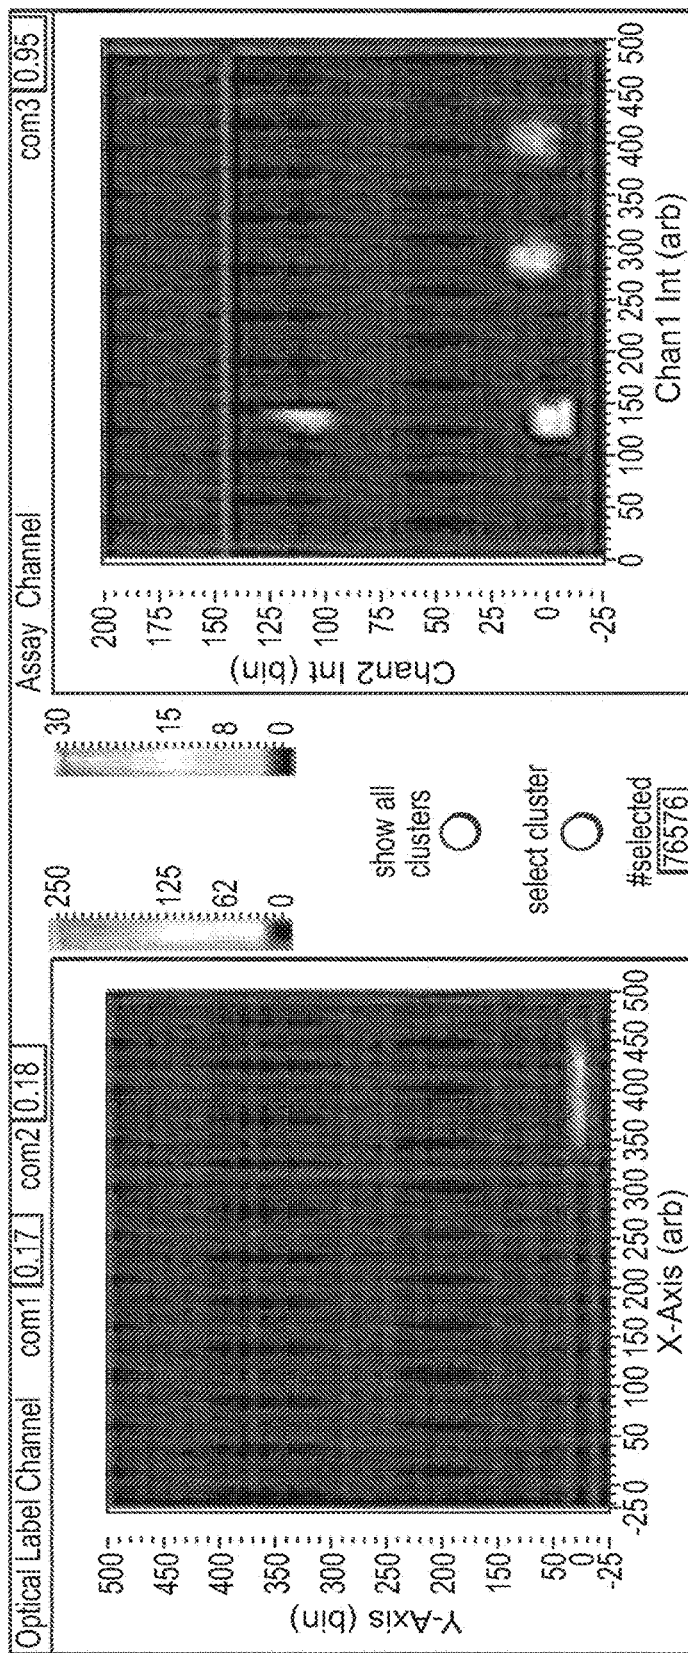 Optical Label Channel com1 0.17 com2 0.18
500
400
350
300
200
150
50
0
-25
Y-Axis (bin)
-25 0 50 100 150 200 250 300 350 400 450 500
X-Axis (arb)
250
125
62
0
30
15
8
0
show all
clusters
select cluster
#selected
76576
Assay Channel com3 0.95
200
175
150
125
100
75
50
25
0
-25
Chan2 Int (bin)
0 50 100 150 200 250 300 350 400 450 500
Chan1 Int (arb)